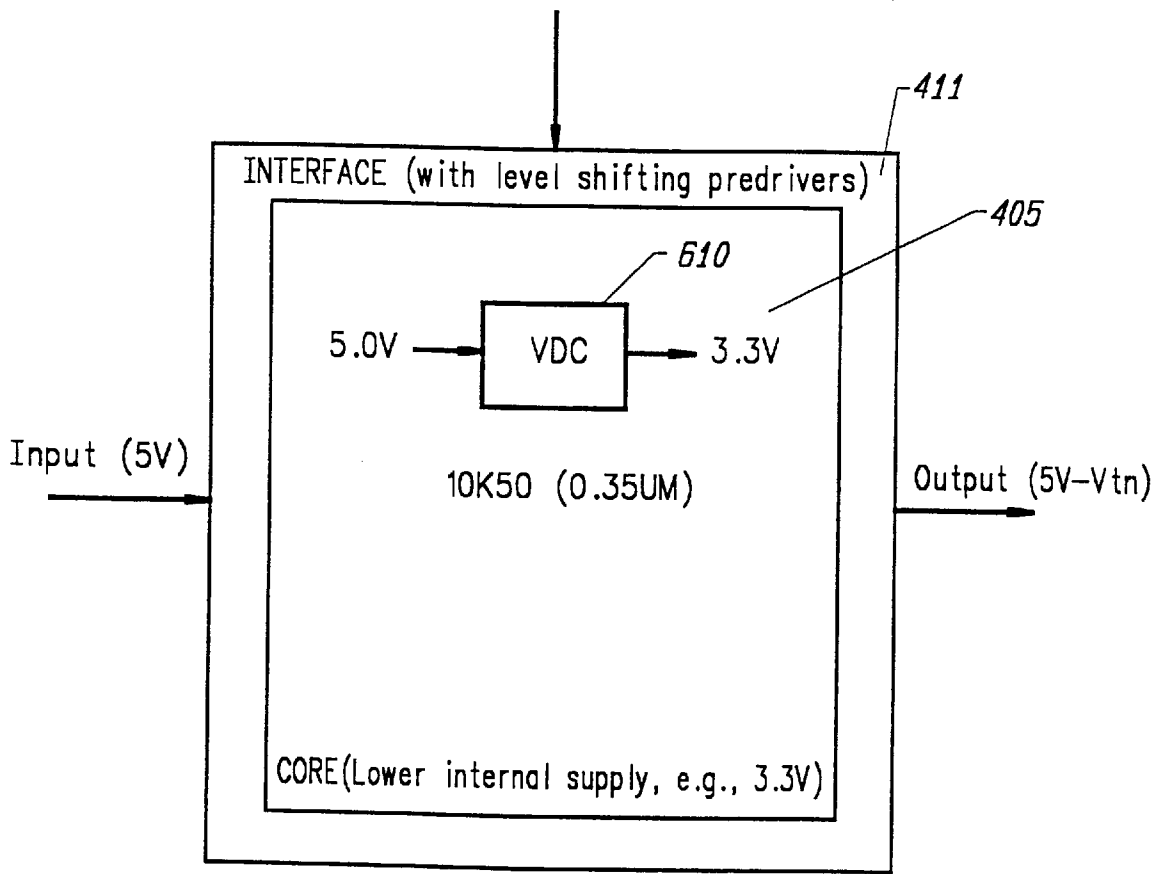 411
INTERFACE (with level shifting predrivers)
405
610
5.0V VDC 3.3V
Input (5V)
10K50 (0.35UM)
Output (5V-Vtn)
CORE(Lower internal supply, e.g., 3.3V)